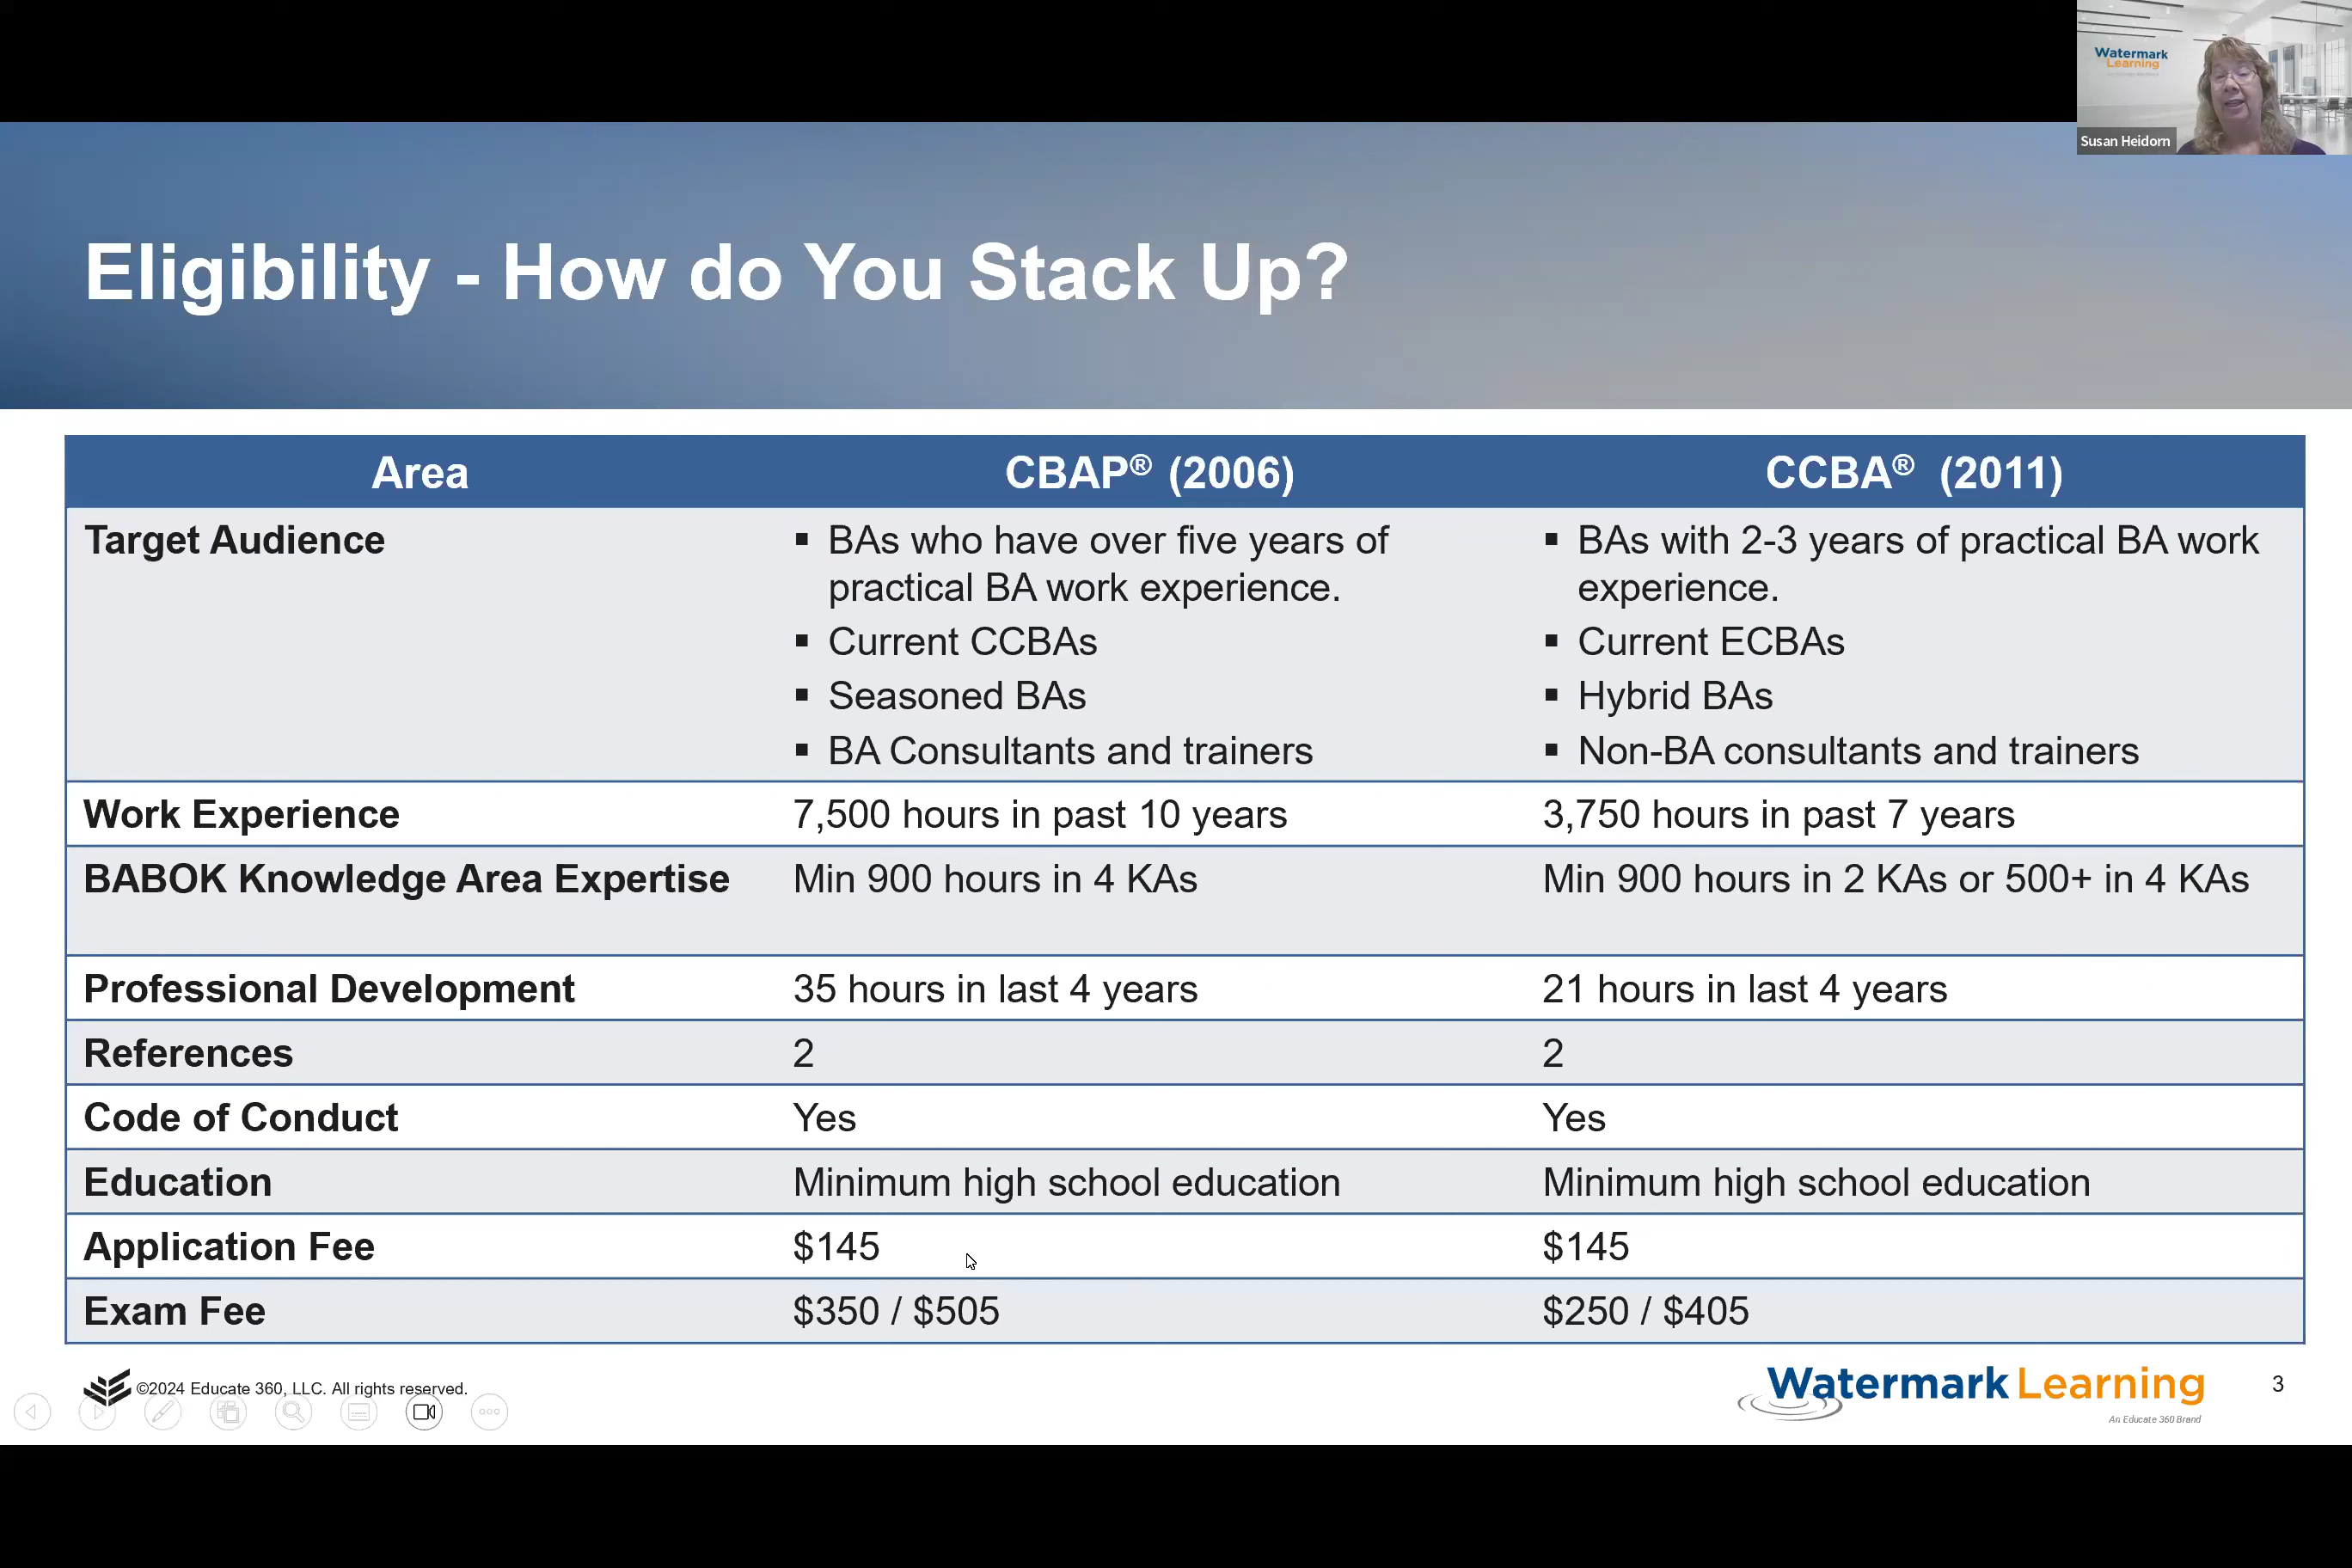 Watermark
Learning
Susan Heidorn
Eligibility - How do You Stack Up?
Area
CBAP® (2006)
CCBA® (2011)
Target Audience
▪ BAs who have over five years of
practical BA work experience.
▪ Current CCBAs
▪ Seasoned BAs
▪ BA Consultants and trainers
▪ BAs with 2-3 years of practical BA work
experience.
▪ Current ECBAs
▪ Hybrid BAs
▪ Non-BA consultants and trainers
Work Experience
7,500 hours in past 10 years
3,750 hours in past 7 years
BABOK Knowledge Area Expertise
Min 900 hours in 4 KAs
Min 900 hours in 2 KAs or 500+ in 4 KAs
Professional Development
35 hours in last 4 years
21 hours in last 4 years
References
2
2
Code of Conduct
Yes
Yes
Education
Minimum high school education
Minimum high school education
Application Fee
$145
$145
Exam Fee
$350 / $505
$250 / $405
©2024 Educate 360, LLC. All rights reserved.
Watermark Learning
An Educate 360 Brand
3